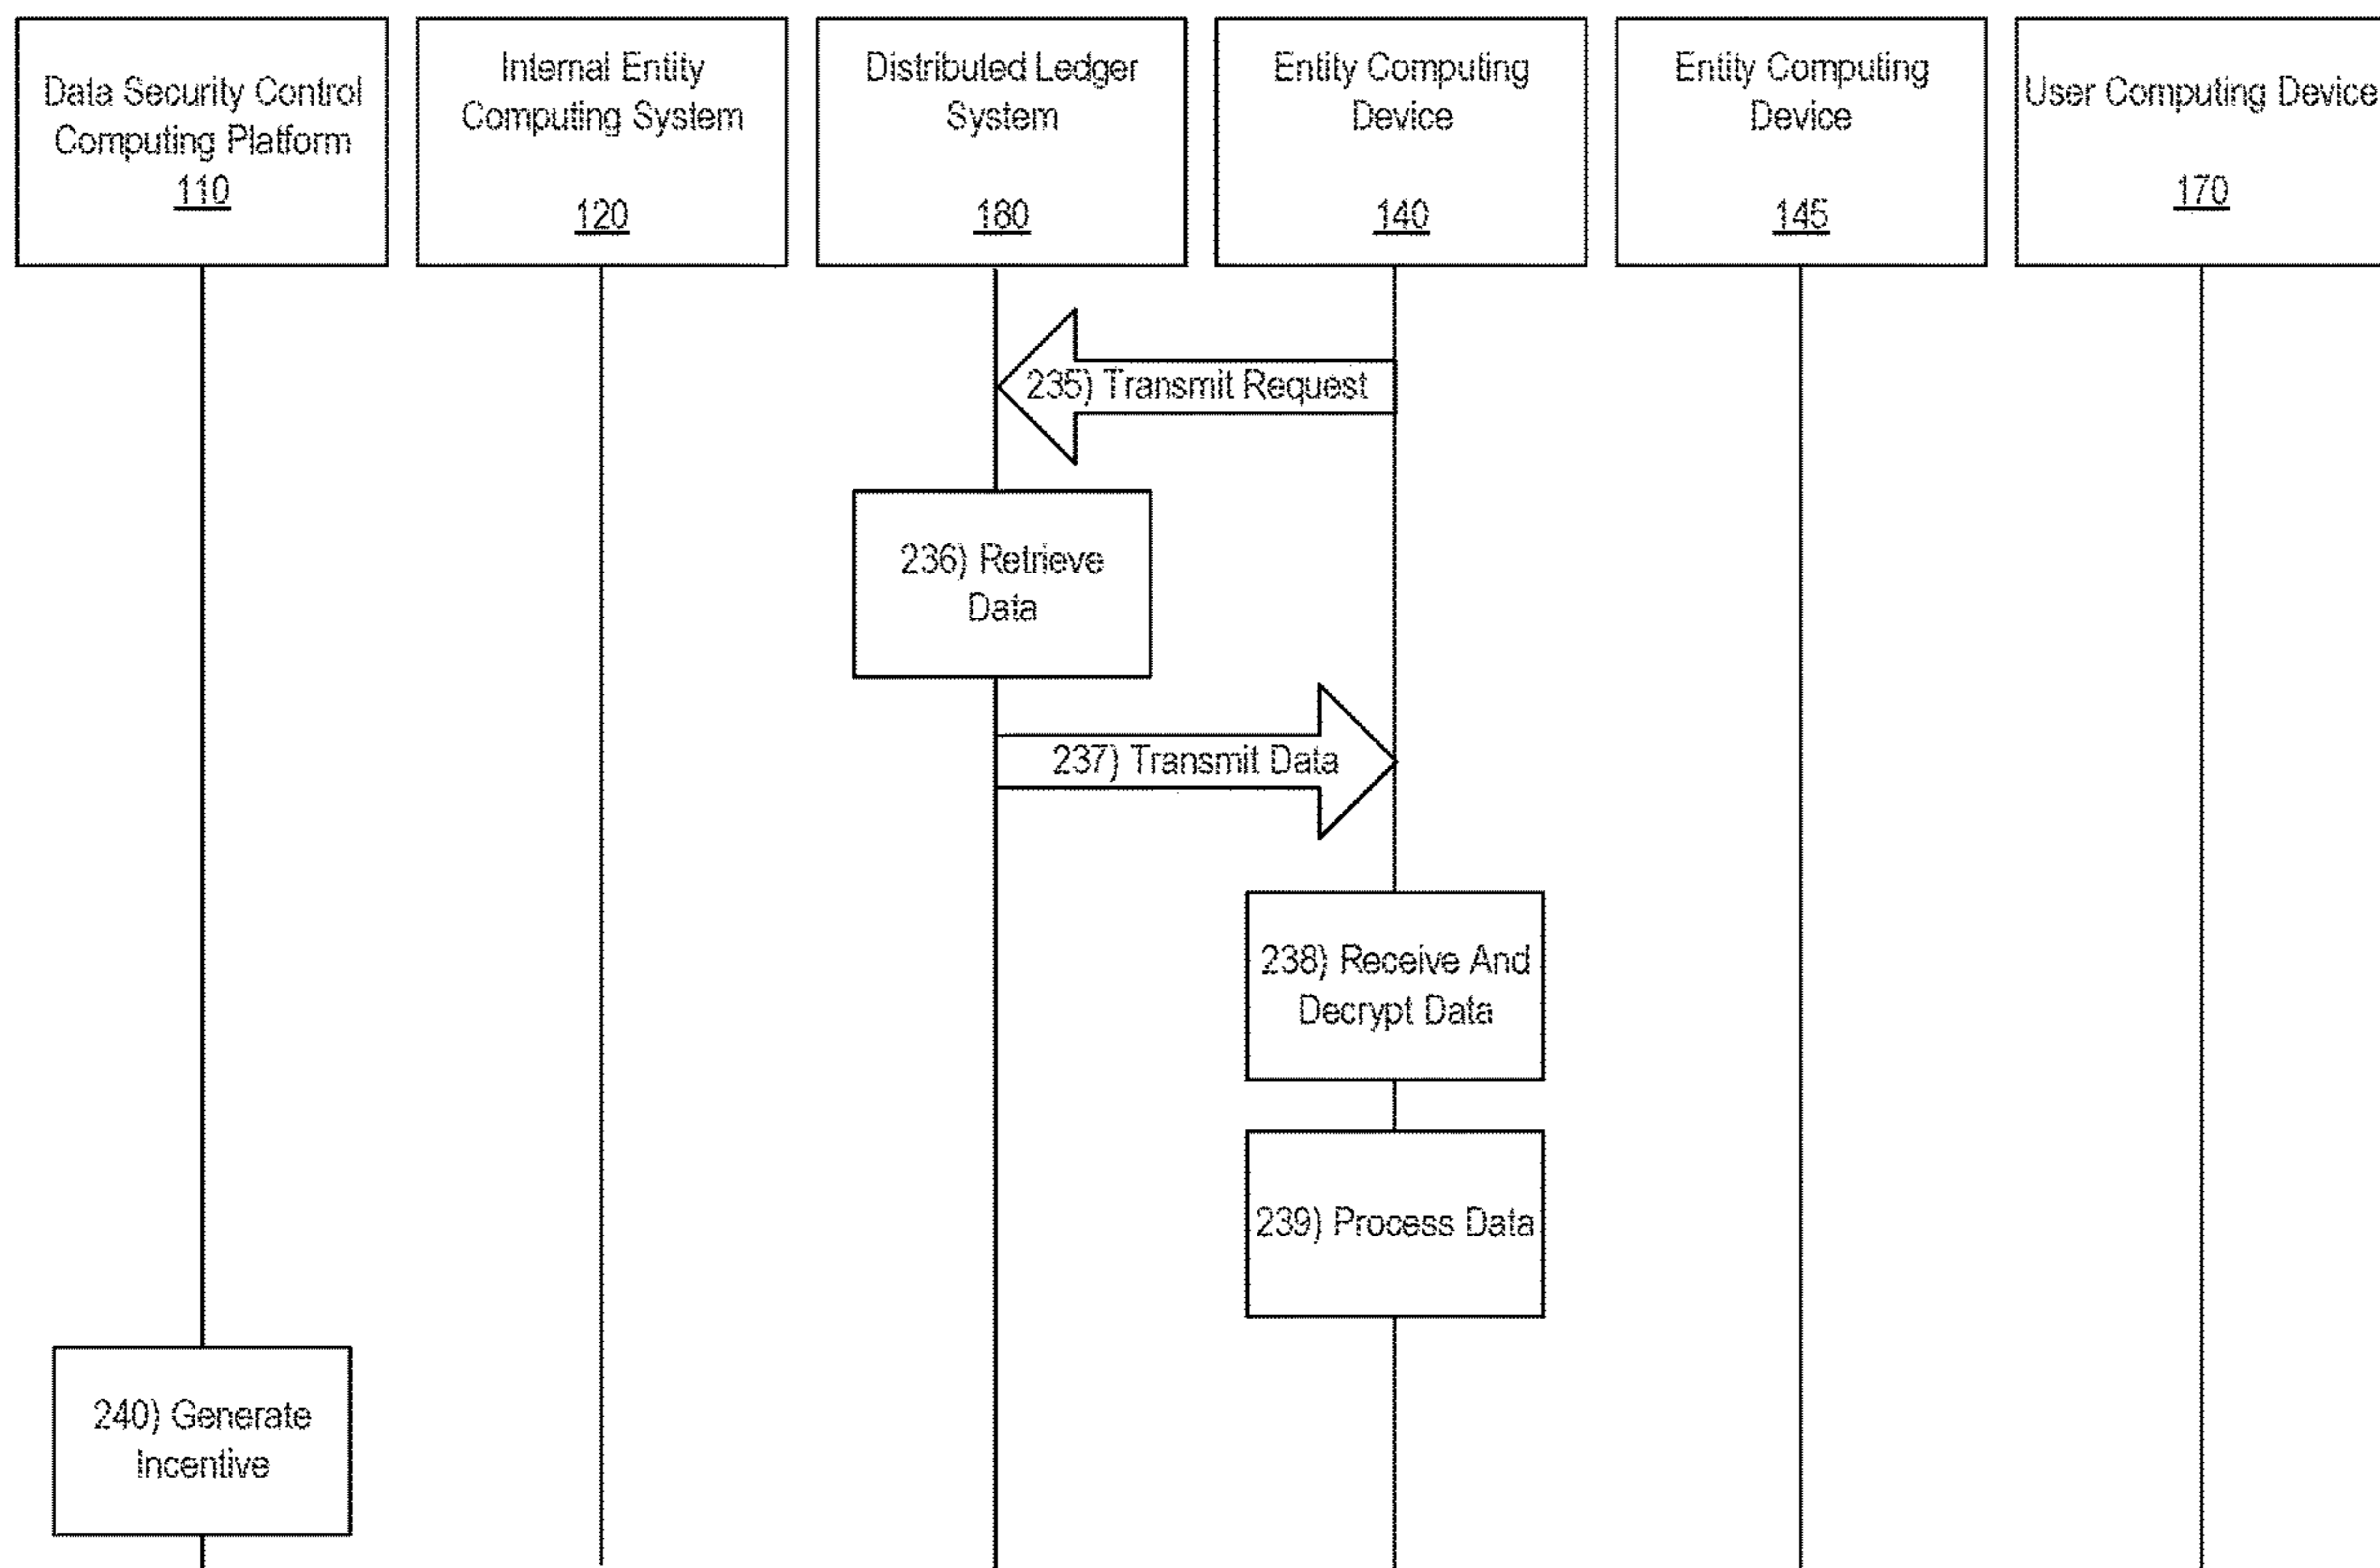 Data Security Control
Computing Platform
110
Internal Entity
Computing System
120
Distributed Ledger
System
180
Entity Computing
Device
140
Entity Computing
Device
145
User Computing Device
170
235) Transmit Request
236) Retrieve
Data
237) Transmit Data
238) Receive And
Decrypt Data
239) Process Data
240) Generate
Incentive